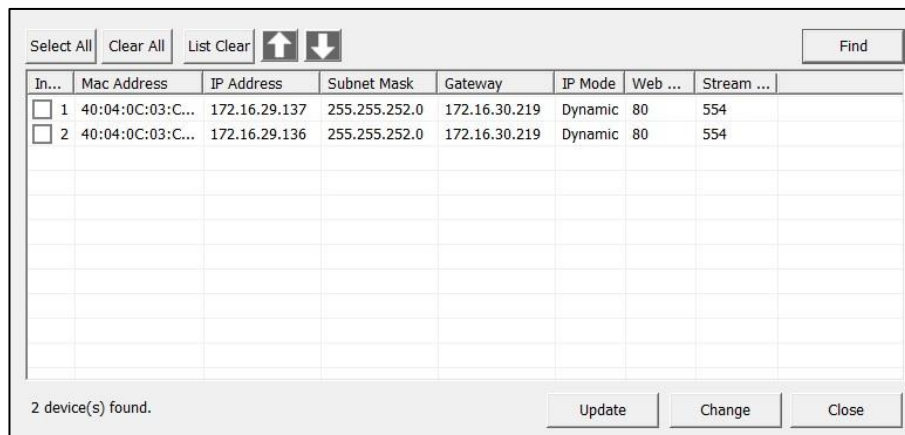 Select All Clear All List Clear Find
In... Mac Address IP Address Subnet Mask Gateway IP Mode Web ... Stream ...
1 40:04:0C:03:C... 172.16.29.137 255.255.252.0 172.16.30.219 Dynamic 80 554
2 40:04:0C:03:C... 172.16.29.136 255.255.252.0 172.16.30.219 Dynamic 80 554
2 device(s) found. Update Change Close